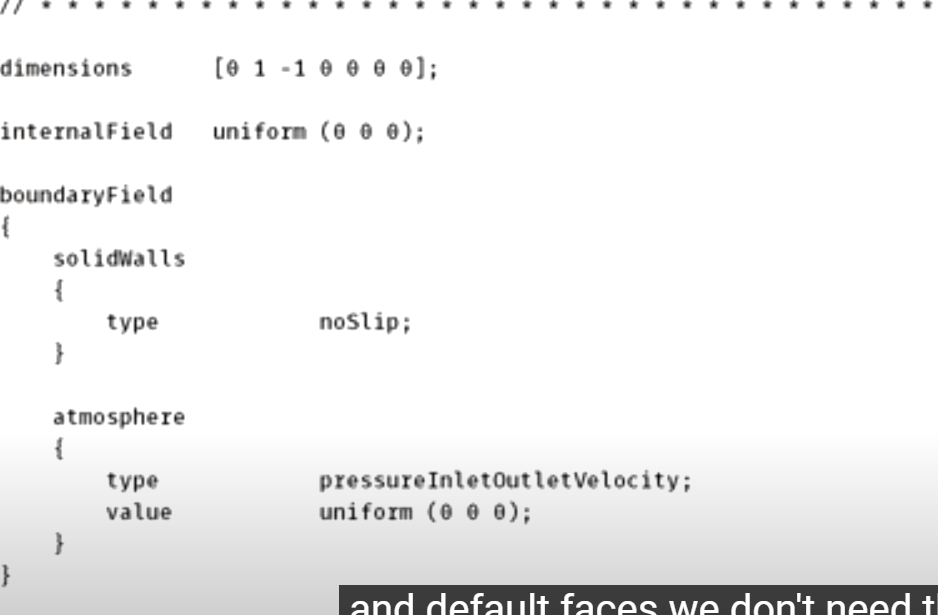 // * * * * * * * * * * * * * * * * * * * * * * * * * * * * * * * * * *
dimensions      [0 1 -1 0 0 0 0];
internalField   uniform (0 0 0);
boundaryField
{
    solidWalls
    {
        type            noSlip;
    }
    atmosphere
    {
        type            pressureInletOutletVelocity;
        value           uniform (0 0 0);
    }
}
and default faces we don't need t